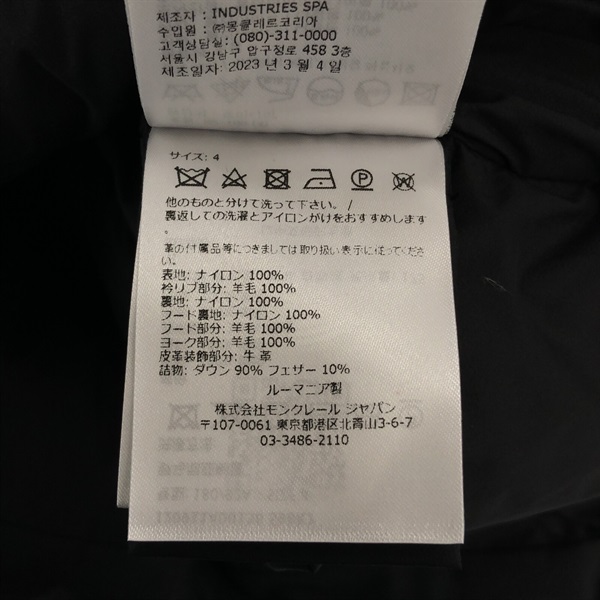 제조자 : INDUSTRIES SPA
수입원 : ㈜몽클레르코리아
고객상담실: (080)-311-0000
서울시 강남구 압구정로 458 3층
제조일자: 2023 년 3 월 4 일
サイズ: 4
他のものと分けて洗って下さい。/
裏返しての洗濯とアイロンがけをおすすめします
。
革の付属品等につきましては取り扱い表示に従ってくださ
い。
表地: ナイロン 100%
衿リブ部分: 羊毛 100%
裏地: ナイロン 100%
フード裏地: ナイロン 100%
フード部分: 羊毛 100%
ヨーク部分: 羊毛 100%
皮革装飾部分: 牛 革
詰物: ダウン 90% フェザー 10%
ルーマニア製
株式会社モンクレール ジャパン
〒107-0061 東京都港区北青山3-6-7
03-3486-2110